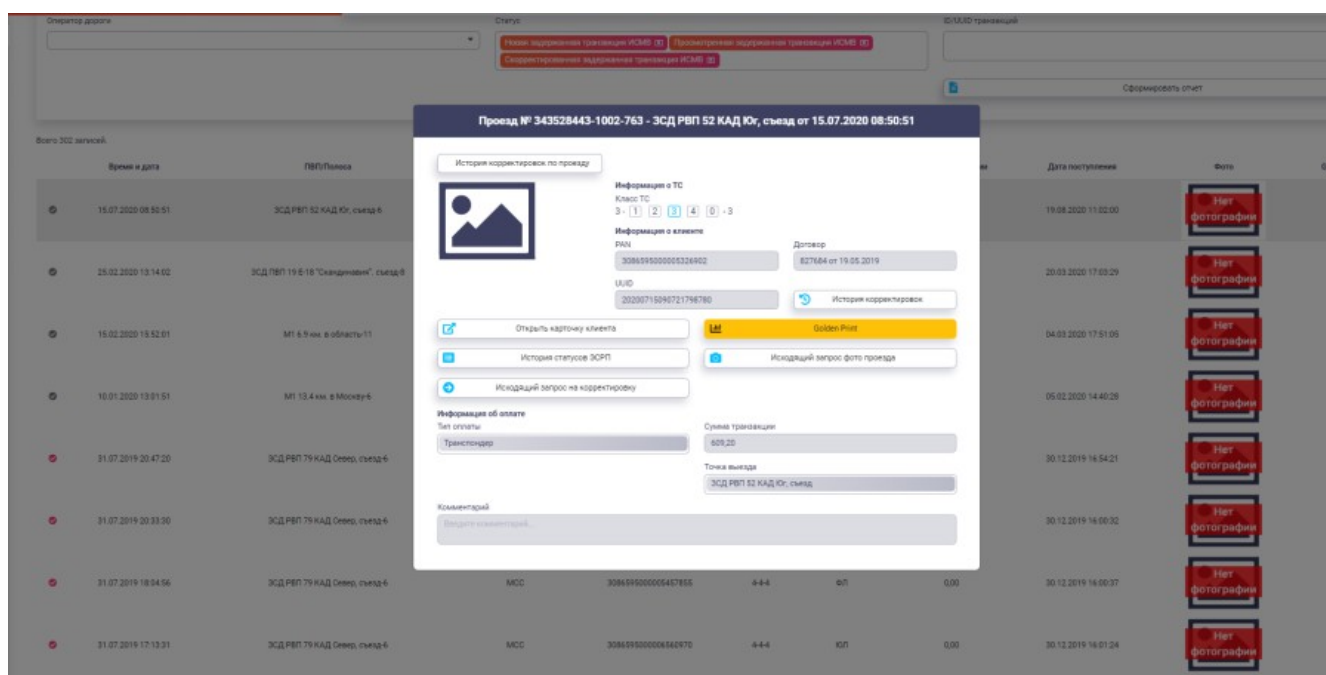 Оператор дороги Статус ID/UUID транзакций
Новая задержанная транзакция ИСМВ Просмотренная задержанная транзакция ИСМВ
Скорректированная задержанная транзакция ИСМВ
Сформировать отчет
Проезд № 343528443-1002-763 - ЗСД РВП 52 КАД Юг, съезд от 15.07.2020 08:50:51
Всего 302 записей.
Время и дата ПВП/Полоса Дата поступления Фото
История корректировок по проезду
Информация о ТС
Класс ТС
3 - 1 2 3 4 0 - 3
Информация о клиенте
PAN Договор
3086595000005326902 827684 от 19.05.2019
UUID
20200715090721798780 История корректировок
Открыть карточку клиента Golden Print
История статусов ЭСРП Исходящий запрос фото проезда
Исходящий запрос на корректировку
Информация об оплате
Тип оплаты Сумма транзакции
Транспондер 609,20
Точка выезда
ЗСД РВП 52 КАД Юг, съезд
Комментарий
Введите комментарий...
15.07.2020 08:50:51 ЗСД РВП 52 КАД Юг, съезд-6 19.08.2020 11:02:00 Нет фотографии
25.02.2020 13:14:02 ЗСД ПВП 19 Е-18 "Скандинавия", съезд-8 20.03.2020 17:03:29 Нет фотографии
15.02.2020 15:52:01 М1 6.9 км. в область-11 04.03.2020 17:51:05 Нет фотографии
10.01.2020 13:01:51 М1 13.4 км. в Москву-6 05.02.2020 14:40:28 Нет фотографии
31.07.2019 20:47:20 ЗСД РВП 79 КАД Север, съезд-6 30.12.2019 16:54:21 Нет фотографии
31.07.2019 20:33:30 ЗСД РВП 79 КАД Север, съезд-6 30.12.2019 16:00:32 Нет фотографии
31.07.2019 18:04:56 ЗСД РВП 79 КАД Север, съезд-6 МСС 3086595000005457855 4-4-4 ФЛ 0,00 30.12.2019 16:00:37 Нет фотографии
31.07.2019 17:13:31 ЗСД РВП 79 КАД Север, съезд-6 МСС 3086595000006560970 4-4-4 ЮЛ 0,00 30.12.2019 16:01:24 Нет фотографии